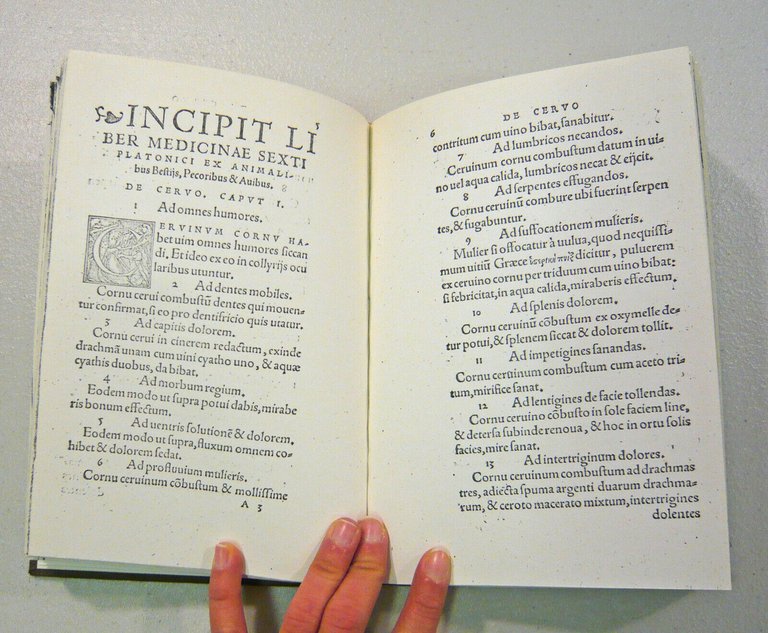 5
❧INCIPIT LI
BER MEDICINAE SEXTI
PLATONICI EX ANIMALI-
bus Bestijs, Pecoribus & Auibus.
DE CERVO. CAPVT I.
1 Ad omnes humores.
CERVINVM CORNV HA-
bet uim omnes humores siccan
di, Et ideo ex eo in collyrijs ocu
laribus utuntur.
2 Ad dentes mobiles.
Cornu cerui combustũ dentes qui mouen-
tur confirmat, si eo pro dentifricio quis utatur.
3 Ad capitis dolorem.
Cornu cerui in cinerem redactum, exinde
drachmã unam cum uini cyatho uno, & aquæ
cyathis duobus, da bibat.
4 Ad morbum regium.
Eodem modo ut supra potui dabis, mirabe
ris bonum effectum.
5 Ad uentris solutionẽ & dolorem.
Eodem modo ut supra, fluxum omnem co-
hibet & dolorem sedat.
6 Ad profluuium mulieris.
Cornu ceruinum cõbustum & mollissime
A 3
6 DE CERVO
contritum cum uino bibat, sanabitur.
7 Ad lumbricos necandos.
Ceruinum cornu combustum datum in ui-
no uel aqua calida, lumbricos necat & eijcit.
8 Ad serpentes effugandos.
Cornu ceruinũ combure ubi fuerint serpen
tes, & fugabuntur.
9 Ad suffocationem mulieris.
Mulier si offocatur à uulua, quod nequissi-
mum uitiũ Græce dicitur, puluerem
ex ceruino cornu per triduum cum uino bibat:
si febricitat, in aqua calida, miraberis effectum.
10 Ad splenis dolorem.
Cornu ceruinũ cõbustum ex oxymelle de-
tur potui, & splenem siccat & dolorem tollit.
11 Ad impetigines sanandas.
Cornu ceruinum combustum cum aceto tri-
tum, mirifice sanat.
12 Ad lentigines de facie tollendas.
Cornu ceruino cõbusto in sole faciem line,
& detersa subinde renoua, & hoc in ortu solis
facies, mire sanat.
13 Ad intertriginum dolores.
Cornu ceruinum combustum ad drachmas
tres, adiecta spuma argenti duarum drachma-
rum, & ceroto macerato mixtum, intertrigines
dolentes